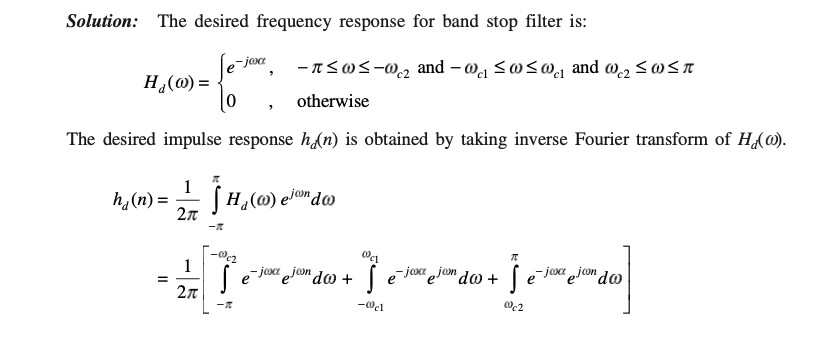 Solution: The desired frequency response for band stop filter is:
H_d(ω) = { e^{−jωα}, −π ≤ ω ≤ −ω_{c2} and −ω_{c1} ≤ ω ≤ ω_{c1} and ω_{c2} ≤ ω ≤ π
0 , otherwise
The desired impulse response h_d(n) is obtained by taking inverse Fourier transform of H_d(ω).
h_d(n) = \frac{1}{2π} ∫_{−π}^{π} H_d(ω) e^{jωn} dω
= \frac{1}{2π} [ ∫_{−π}^{−ω_{c2}} e^{−jωα} e^{jωn} dω + ∫_{−ω_{c1}}^{ω_{c1}} e^{−jωα} e^{jωn} dω + ∫_{ω_{c2}}^{π} e^{−jωα} e^{jωn} dω ]